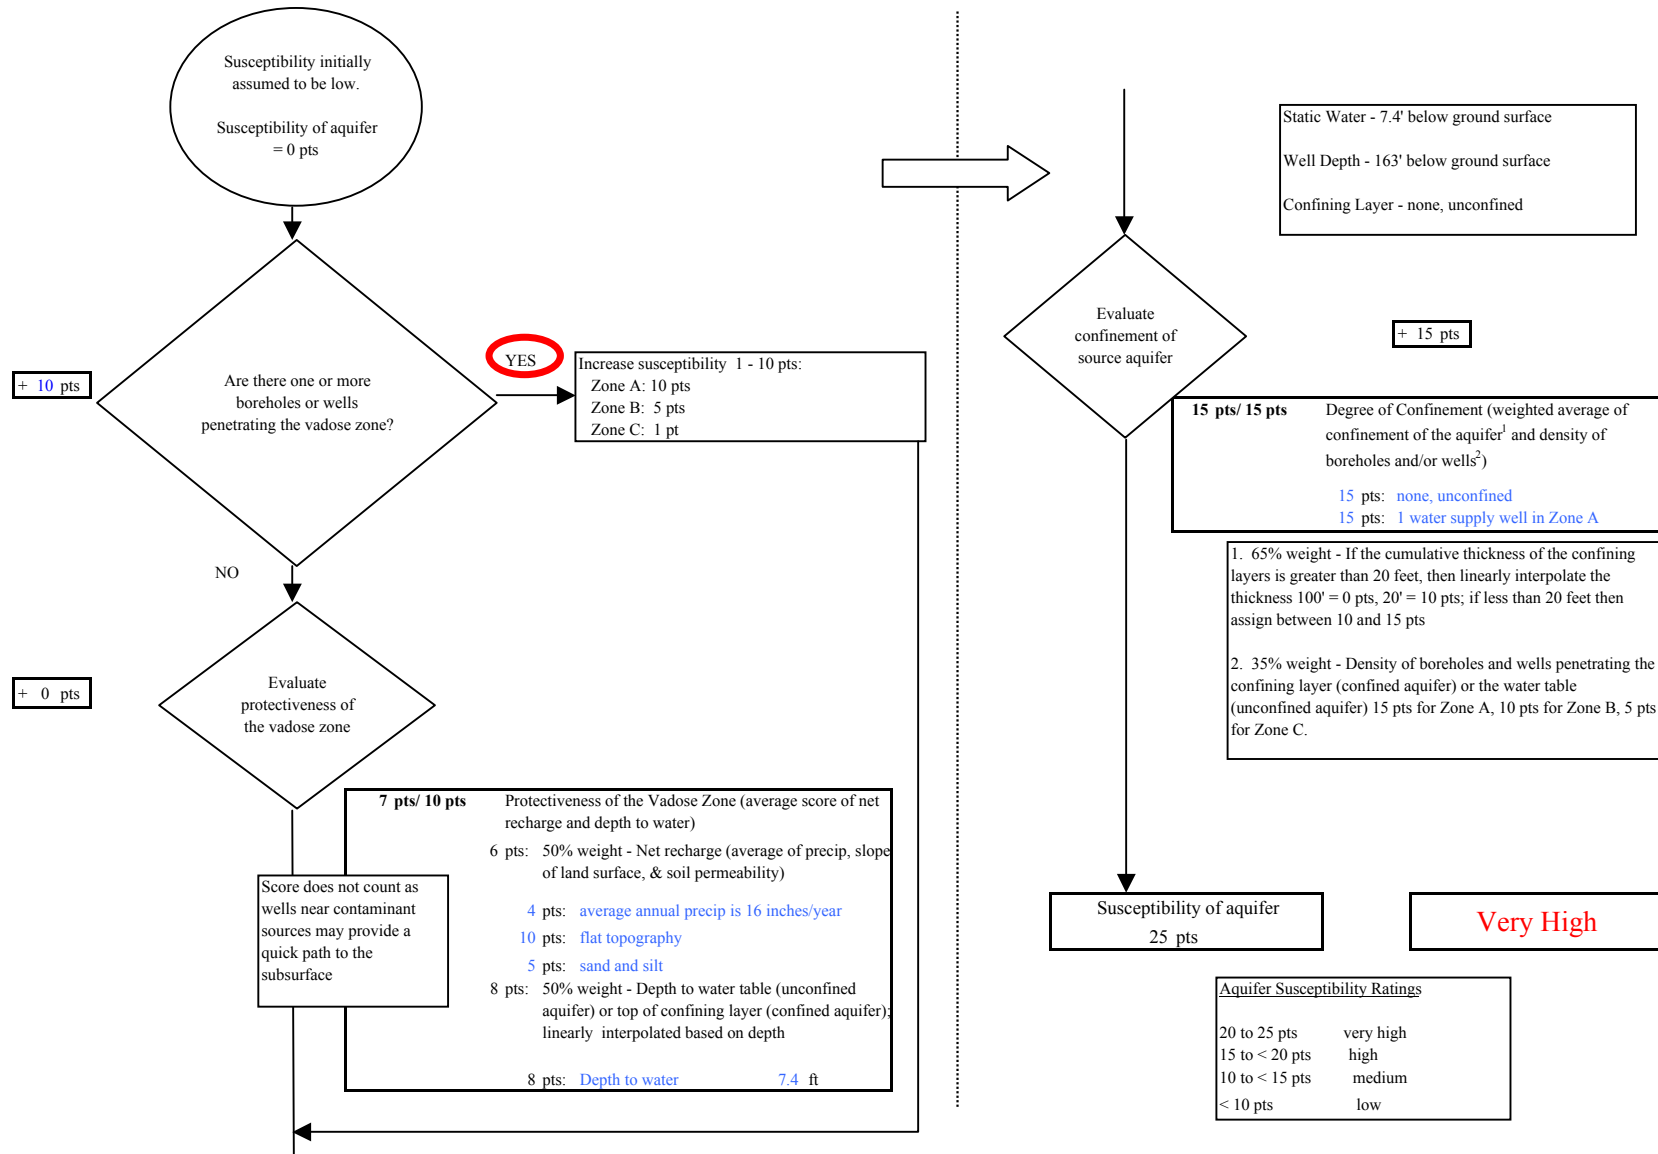 Susceptibility initially
assumed to be low.
Susceptibility of aquifer
= 0 pts
+ 10 pts
Are there one or more
boreholes or wells
penetrating the vadose zone?
YES
Increase susceptibility 1 - 10 pts:
Zone A: 10 pts
Zone B: 5 pts
Zone C: 1 pt
NO
+ 0 pts
Evaluate
protectiveness of
the vadose zone
7 pts/ 10 pts Protectiveness of the Vadose Zone (average score of net
recharge and depth to water)
6 pts: 50% weight - Net recharge (average of precip, slope
of land surface, & soil permeability)
4 pts: average annual precip is 16 inches/year
10 pts: flat topography
5 pts: sand and silt
8 pts: 50% weight - Depth to water table (unconfined
aquifer) or top of confining layer (confined aquifer);
linearly interpolated based on depth
8 pts: Depth to water 7.4 ft
Score does not count as
wells near contaminant
sources may provide a
quick path to the
subsurface
Static Water - 7.4' below ground surface
Well Depth - 163' below ground surface
Confining Layer - none, unconfined
Evaluate
confinement of
source aquifer
+ 15 pts
15 pts/ 15 pts Degree of Confinement (weighted average of
confinement of the aquifer1 and density of
boreholes and/or wells2)
15 pts: none, unconfined
15 pts: 1 water supply well in Zone A
1. 65% weight - If the cumulative thickness of the confining
layers is greater than 20 feet, then linearly interpolate the
thickness 100' = 0 pts, 20' = 10 pts; if less than 20 feet then
assign between 10 and 15 pts
2. 35% weight - Density of boreholes and wells penetrating the
confining layer (confined aquifer) or the water table
(unconfined aquifer) 15 pts for Zone A, 10 pts for Zone B, 5 pts
for Zone C.
Susceptibility of aquifer
25 pts
Very High
Aquifer Susceptibility Ratings
20 to 25 pts very high
15 to < 20 pts high
10 to < 15 pts medium
< 10 pts low